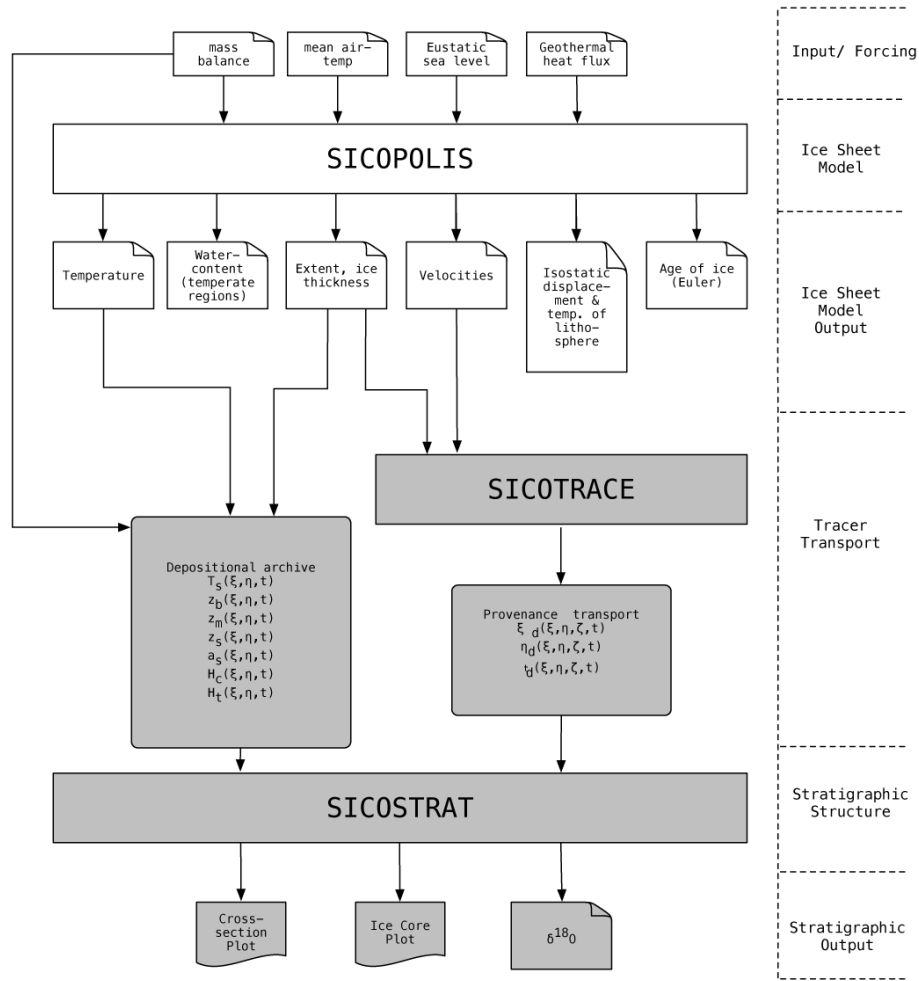 mass
balance
mean air-
temp
Eustatic
sea level
Geothermal
heat flux
Input/ Forcing
SICOPOLIS
Ice Sheet
Model
Temperature
Water-
content
(temperate
regions)
Extent, ice
thickness
Velocities
Isostatic
displace-
ment &
temp. of
litho-
sphere
Age of ice
(Euler)
Ice Sheet
Model
Output
SICOTRACE
Tracer
Transport
Depositional archive
T_s(ξ,η,t)
z_b(ξ,η,t)
z_m(ξ,η,t)
z_s(ξ,η,t)
a_s(ξ,η,t)
H_c(ξ,η,t)
H_t(ξ,η,t)
Provenance transport
ξ_d(ξ,η,ζ,t)
η_d(ξ,η,ζ,t)
t_d(ξ,η,ζ,t)
SICOSTRAT
Stratigraphic
Structure
Cross-
section
Plot
Ice Core
Plot
δ¹⁸O
Stratigraphic
Output